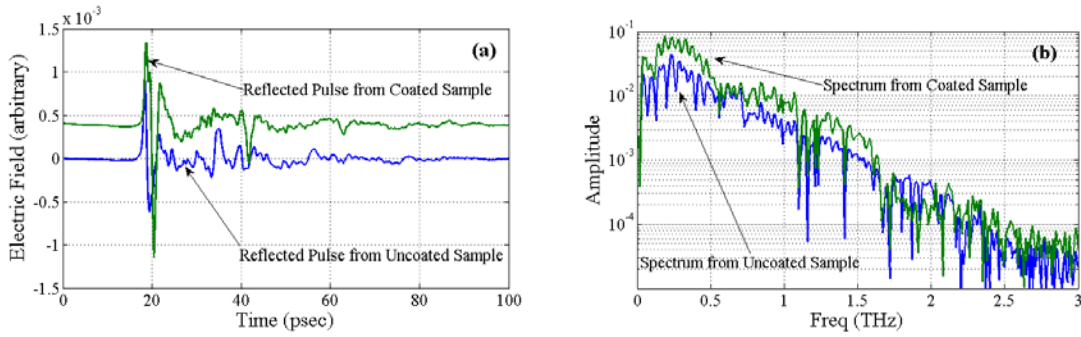 x 10⁻³
1.5
1
0.5
0
-0.5
-1
-1.5
Electric Field (arbitrary)
(a)
Reflected Pulse from Coated Sample
Reflected Pulse from Uncoated Sample
0
20
40
60
80
100
Time (psec)
10⁻¹
10⁻²
10⁻³
10⁻⁴
Amplitude
(b)
Spectrum from Coated Sample
Spectrum from Uncoated Sample
0
0.5
1
1.5
2
2.5
3
Freq (THz)